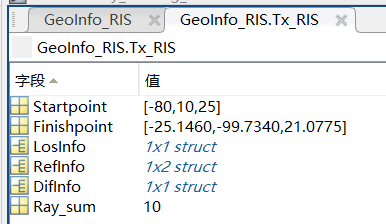 GeoInfo_RIS GeoInfo_RIS.Tx_RIS
GeoInfo_RIS.Tx_RIS
字段 值
Startpoint [-80,10,25]
Finishpoint [-25.1460,-99.7340,21.0775]
LosInfo 1x1 struct
RefInfo 1x2 struct
DifInfo 1x1 struct
Ray_sum 10